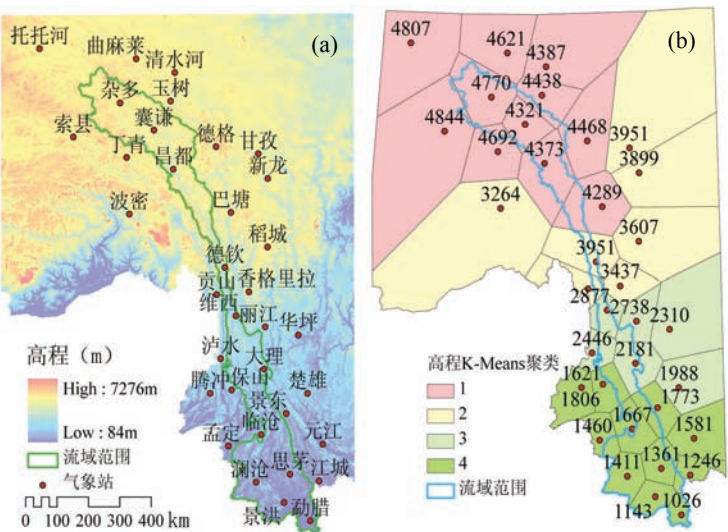 (a)
托托河
曲麻莱
清水河
杂多
玉树
索县
囊谦
丁青
昌都
德格
甘孜
新龙
波密
巴塘
稻城
德钦
贡山
香格里拉
维西
丽江
华坪
泸水
大理
腾冲
保山
楚雄
景东
临沧
孟定
元江
澜沧
思茅
江城
景洪
勐腊
高程（m）
High : 7276m
Low : 84m
流域范围
气象站
0 100 200 300 400
km
(b)
4807
4621
4387
4770
4438
4844
4321
4692
4373
4468
3951
3899
3264
4289
3607
3951
3437
2877
2738
2310
2446
2181
1621
1988
1806
1773
1460
1667
1581
1411
1361
1246
1143
1026
高程K-Means聚类
1
2
3
4
流域范围